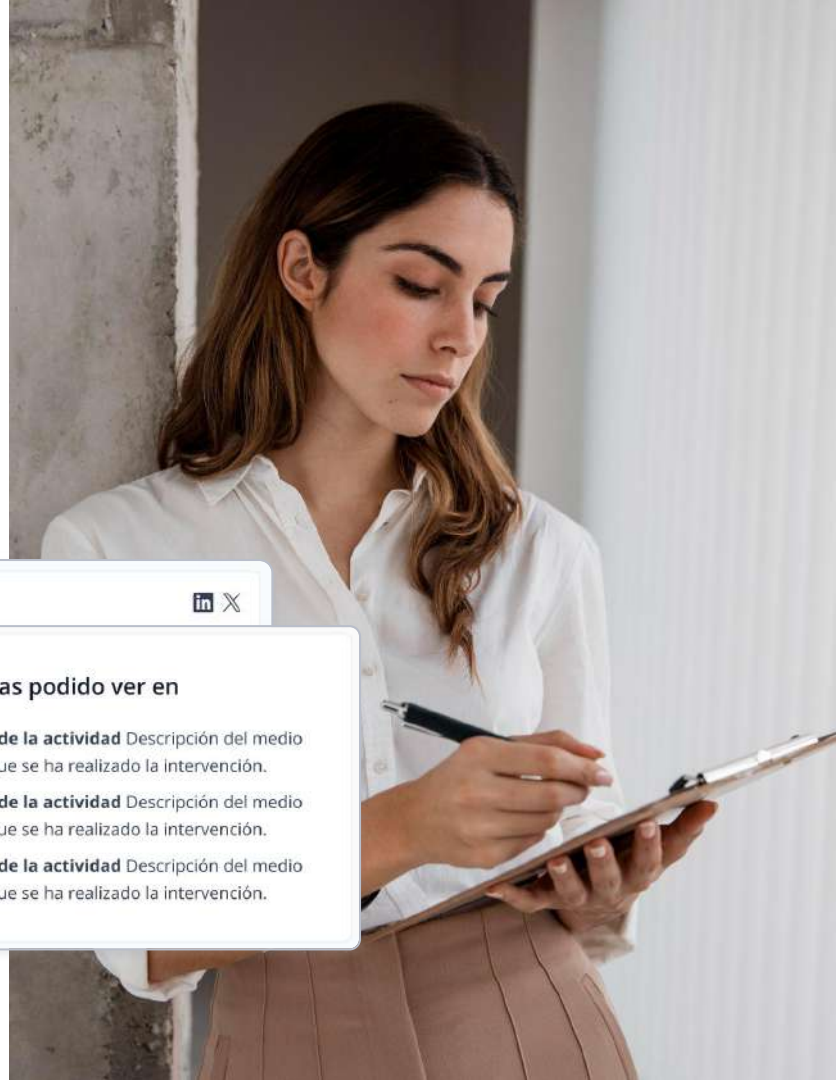 in X
as podido ver en
de la actividad Descripción del medio
ue se ha realizado la intervención.
de la actividad Descripción del medio
ue se ha realizado la intervención.
de la actividad Descripción del medio
ue se ha realizado la intervención.